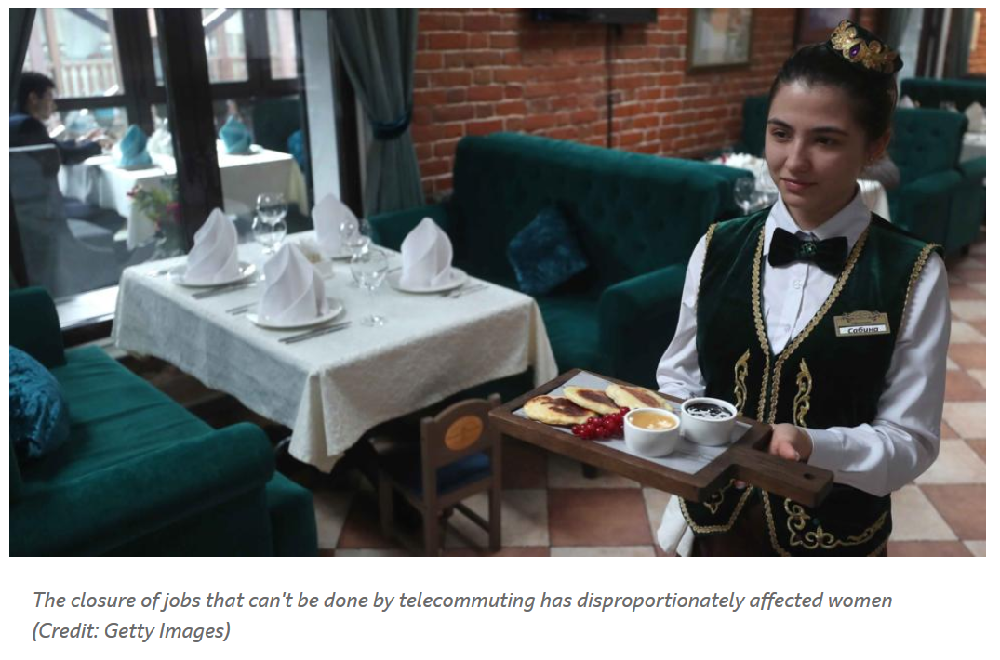 Сабина
The closure of jobs that can't be done by telecommuting has disproportionately affected women
(Credit: Getty Images)